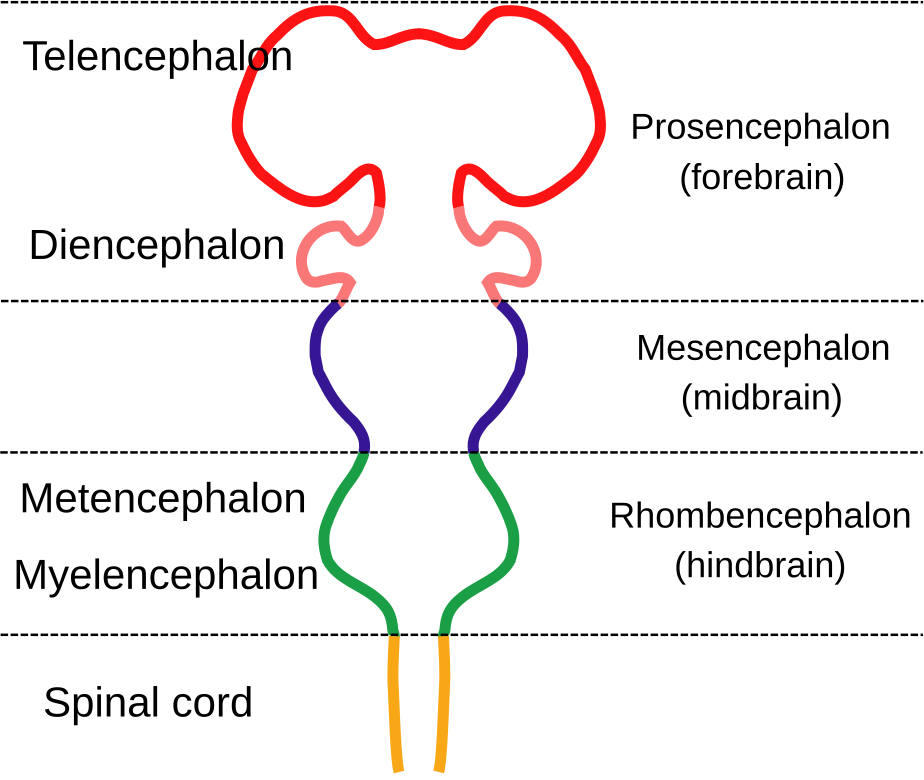 Telencephalon
Prosencephalon
(forebrain)
Diencephalon
Mesencephalon
(midbrain)
Metencephalon
Rhombencephalon
(hindbrain)
Myelencephalon
Spinal cord